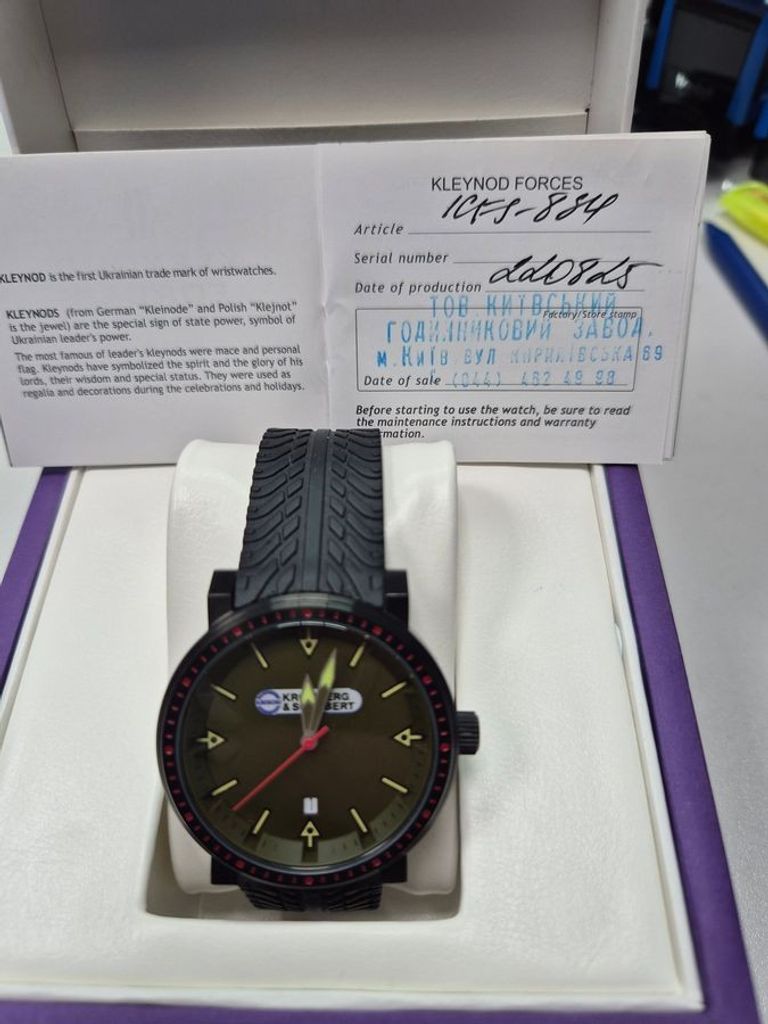 KLEYNOD is the first Ukrainian trade mark of wristwatches.
KLEYNODS (from German "Kleinode" and Polish "Klejnot")
is the jewel) are the special sign of state power, symbol of
Ukrainian leader's power.
The most famous of leader's kleynods were mace and personal
flag. Kleynods have symbolized the spirit and the glory of his
lords, their wisdom and special status. They were used as
regalia and decorations during the celebrations and holidays.
KLEYNOD FORCES
Article
Serial number
Date of production
Factory/Store stamp
ТОВ КИЇВСЬКИЙ
ГОДИННИКОВИЙ ЗАВОД.
м.Київ вул КИРИЛІВСЬКА 69
Date of sale (044) 462 49 98
Before starting to use the watch, be sure to read
the maintenance instructions and warranty